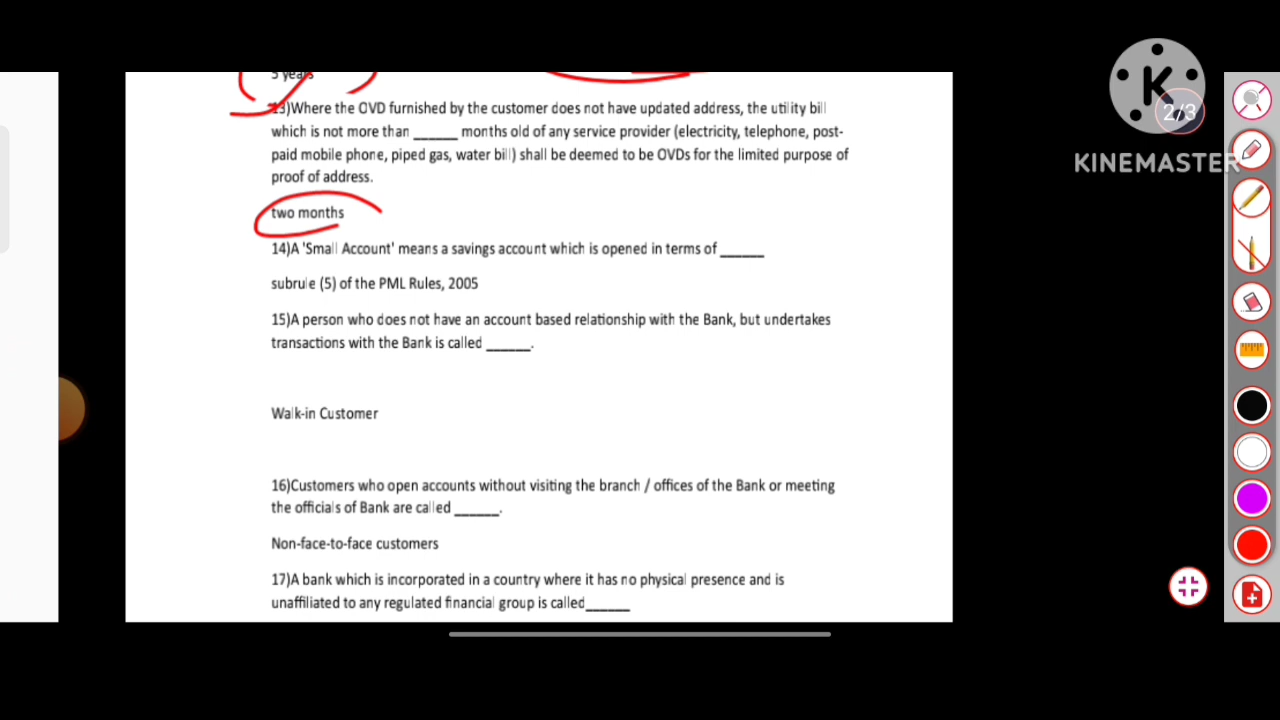 5 years
13)Where the OVD furnished by the customer does not have updated address, the utility bill
which is not more than ______ months old of any service provider (electricity, telephone, post-
paid mobile phone, piped gas, water bill) shall be deemed to be OVDs for the limited purpose of
proof of address.
two months
14)A 'Small Account' means a savings account which is opened in terms of ______
subrule (5) of the PML Rules, 2005
15)A person who does not have an account based relationship with the Bank, but undertakes
transactions with the Bank is called ______.
Walk-in Customer
16)Customers who open accounts without visiting the branch / offices of the Bank or meeting
the officials of Bank are called ______.
Non-face-to-face customers
17)A bank which is incorporated in a country where it has no physical presence and is
unaffiliated to any regulated financial group is called______
K
2/3
KINEMASTER